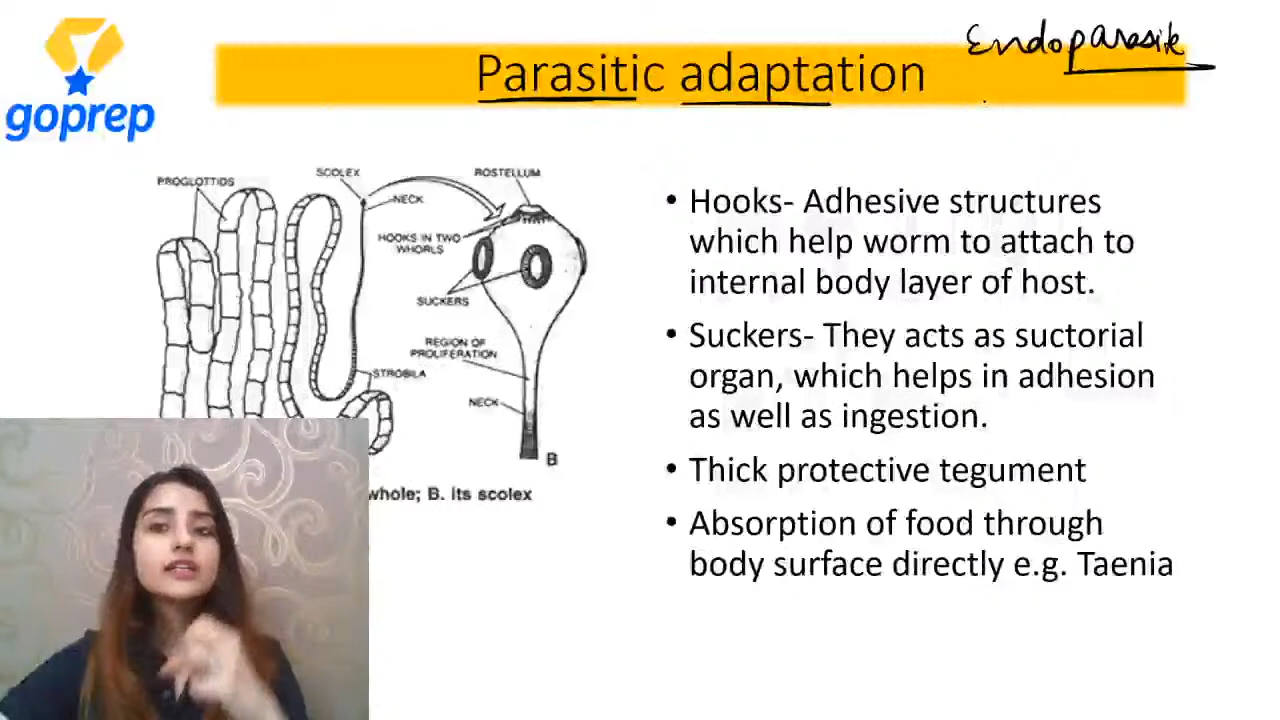 Endoparasite
Parasitic adaptation
goprep
PROGLOTTIDS
SCOLEX
NECK
ROSTELLUM
HOOKS IN TWO
WHORLS
SUCKERS
REGION OF
PROLIFERATION
STROBILA
NECK
B
whole; B. its scolex
• Hooks- Adhesive structures
which help worm to attach to
internal body layer of host.
• Suckers- They acts as suctorial
organ, which helps in adhesion
as well as ingestion.
• Thick protective tegument
• Absorption of food through
body surface directly e.g. Taenia